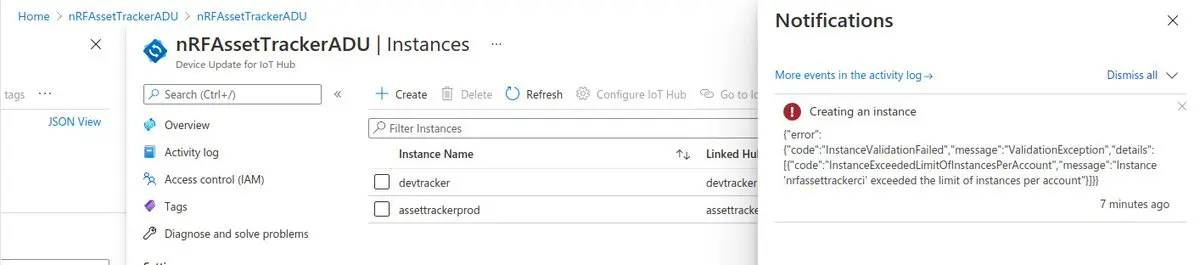 Home > nRFAssetTrackerADU > nRFAssetTrackerADU
tags ...
JSON View
nRFAssetTrackerADU | Instances ...
Device Update for IoT Hub
Search (Ctrl+/)
Overview
Activity log
Access control (IAM)
Tags
Diagnose and solve problems
Create Delete Refresh Configure IoT Hub Go to Io
Filter Instances
Instance Name Linked Hu
devtracker devtracker
assettrackerprod assettracke
Notifications
More events in the activity log→ Dismiss all
Creating an instance
{"error":
{"code":"InstanceValidationFailed","message":"ValidationException","details":
[{"code":"InstanceExceededLimitOfInstancesPerAccount","message":"Instance
'nrfassettrackerci' exceeded the limit of instances per account"}]}}
7 minutes ago